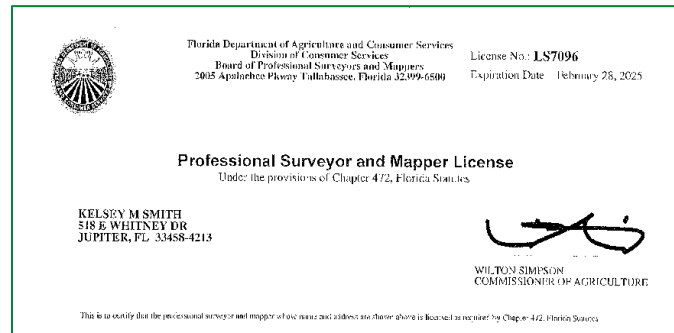 Florida Department of Agriculture and Consumer Services
Division of Consumer Services
Board of Professional Surveyors and Mappers
2005 Apalachee Pkway Tallahassee, Florida 32399-6500
License No.: LS7096
Expiration Date February 28, 2025
Professional Surveyor and Mapper License
Under the provisions of Chapter 472, Florida Statutes
KELSEY M SMITH
518 E WHITNEY DR
JUPITER, FL 33458-4213
WILTON SIMPSON
COMMISSIONER OF AGRICULTURE
This is to certify that the professional surveyor and mapper whose name and address are shown above is licensed as required by Chapter 472, Florida Statutes